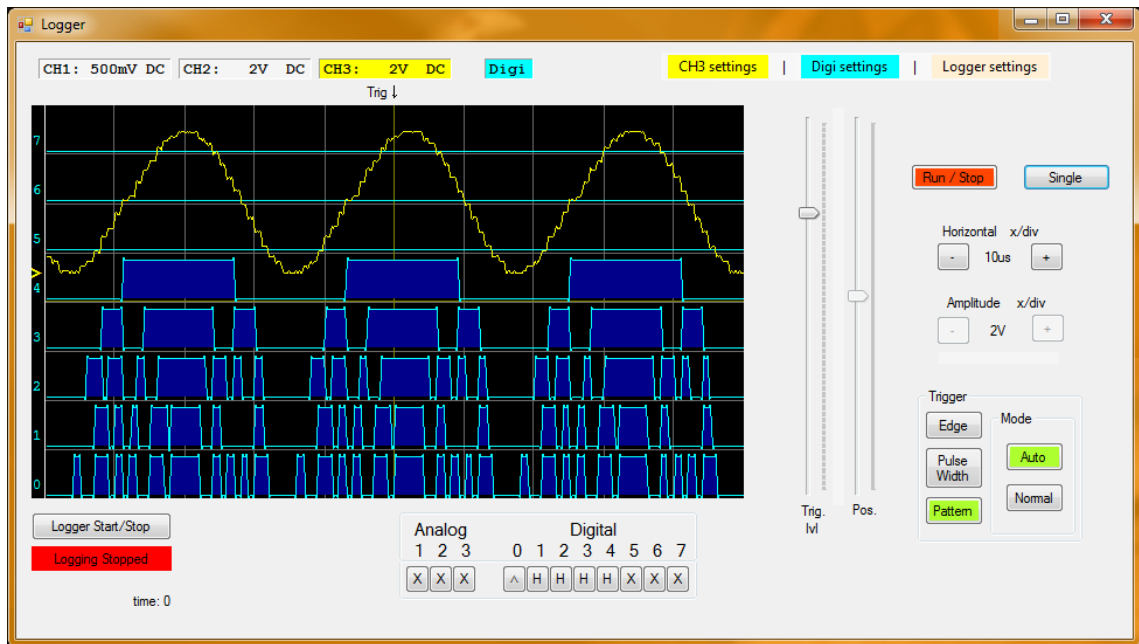 Logger
CH1: 500mV DC CH2: 2V DC CH3: 2V DC Digi CH3 settings | Digi settings | Logger settings
Trig ↓
7
6
5
4
3
2
1
0
Run / Stop Single
Horizontal x/div
- 10us +
Amplitude x/div
- 2V +
Trigger
Edge
Pulse
Width
Pattern
Mode
Auto
Normal
Trig. Pos.
lvl
Logger Start/Stop
Logging Stopped
time: 0
Analog Digital
1 2 3 0 1 2 3 4 5 6 7
X X X ^ H H H H X X X